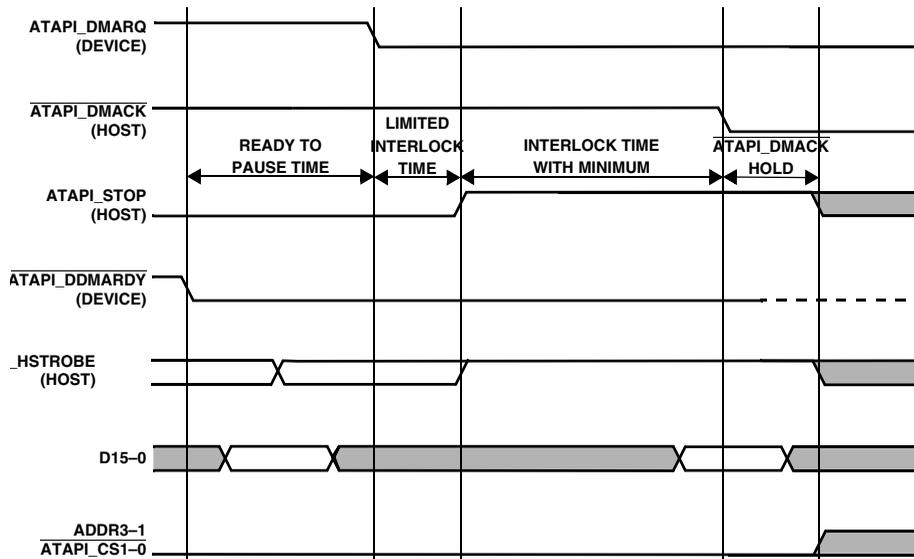 ATAPI_DMARQ
(DEVICE)
ATAPI_DMACK
(HOST)
READY TO
PAUSE TIME
LIMITED
INTERLOCK
TIME
INTERLOCK TIME
WITH MINIMUM
ATAPI_DMACK
HOLD
ATAPI_STOP
(HOST)
ATAPI_DDMARDY
(DEVICE)
_HSTROBE
(HOST)
D15–0
ADDR3–1
ATAPI_CS1–0